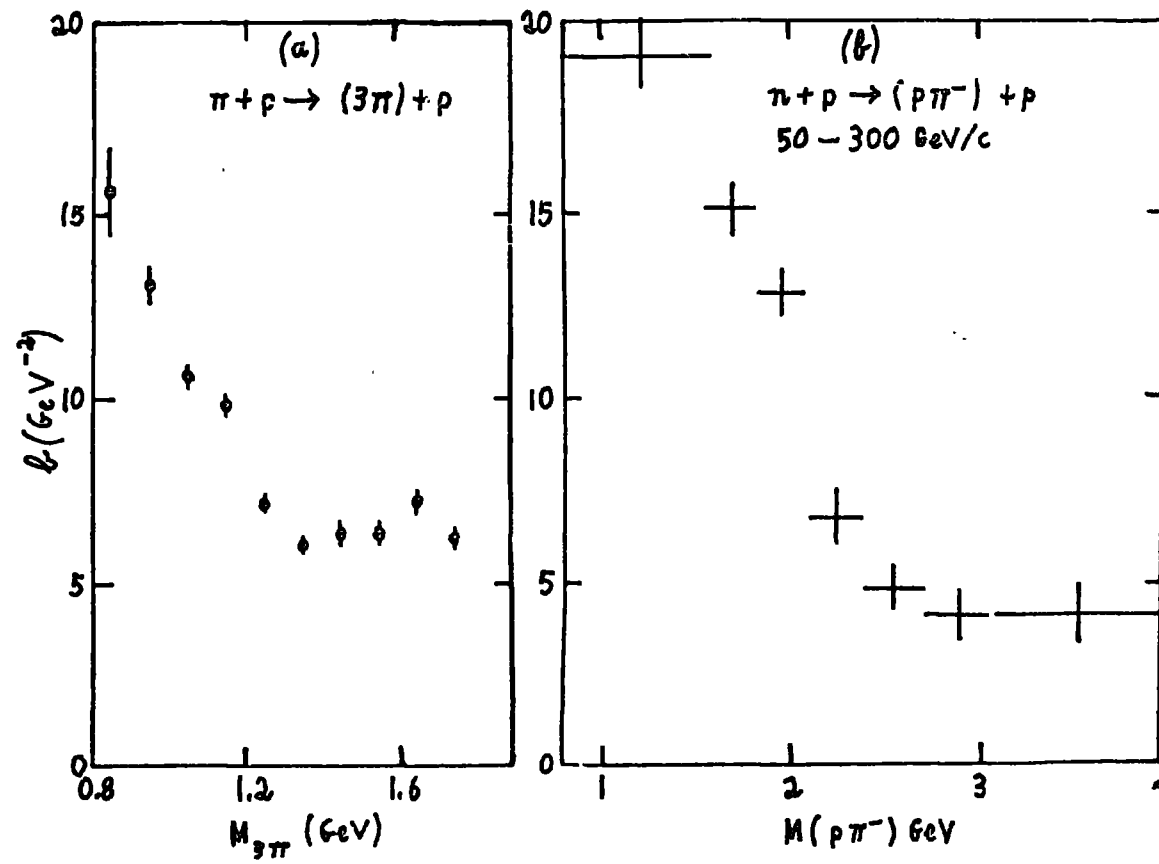 (a)
π + p → (3π) + p
20
15
10
5
0
b (GeV⁻²)
0.8 1.2 1.6
M₃π (GeV)
(b)
n + p → (pπ⁻) + p
50 – 300 GeV/c
20
15
10
5
0
1 2 3 4
M(pπ⁻) GeV